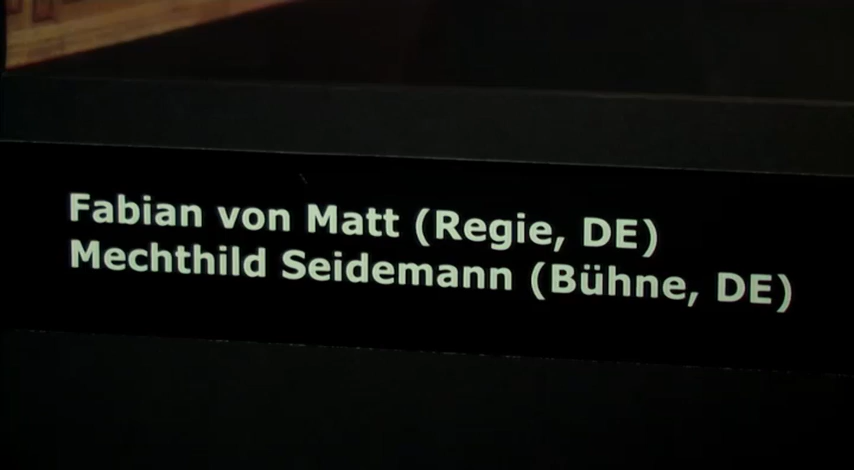 Fabian von Matt (Regie, DE)
Mechthild Seidemann (Bühne, DE)